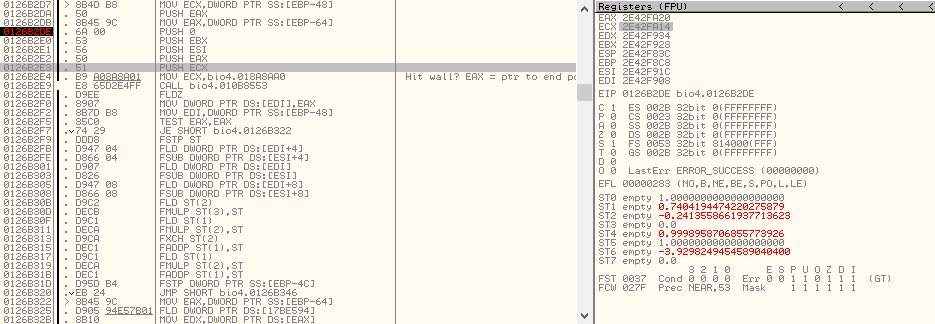 0126B2D7 > 8B4D B8 MOV ECX,DWORD PTR SS:[EBP-48]
0126B2DA . 50 PUSH EAX
0126B2DB . 8B45 9C MOV EAX,DWORD PTR SS:[EBP-64]
0126B2DE . 6A 00 PUSH 0
0126B2E0 . 53 PUSH EBX
0126B2E1 . 56 PUSH ESI
0126B2E2 . 50 PUSH EAX
0126B2E3 . 51 PUSH ECX
0126B2E4 . B9 A08A8A01 MOV ECX,bio4.018A8AA0 Hit wall? EAX = ptr to end po
0126B2E9 . E8 65D2E4FF CALL bio4.010B8553
0126B2EE . D9EE FLDZ
0126B2F0 . 8907 MOV DWORD PTR DS:[EDI],EAX
0126B2F2 . 8B7D B8 MOV EDI,DWORD PTR SS:[EBP-48]
0126B2F5 . 85C0 TEST EAX,EAX
0126B2F7 .v 74 29 JE SHORT bio4.0126B322
0126B2F9 . DDD8 FSTP ST
0126B2FB . D947 04 FLD DWORD PTR DS:[EDI+4]
0126B2FE . D866 04 FSUB DWORD PTR DS:[ESI+4]
0126B301 . D907 FLD DWORD PTR DS:[EDI]
0126B303 . D826 FSUB DWORD PTR DS:[ESI]
0126B305 . D947 08 FLD DWORD PTR DS:[EDI+8]
0126B308 . D866 08 FSUB DWORD PTR DS:[ESI+8]
0126B30B . D9C2 FLD ST(2)
0126B30D . DECB FMULP ST(3),ST
0126B30F . D9C1 FLD ST(1)
0126B311 . DECA FMULP ST(2),ST
0126B313 . D9CA FXCH ST(2)
0126B315 . DEC1 FADDP ST(1),ST
0126B317 . D9C1 FLD ST(1)
0126B319 . DECA FMULP ST(2),ST
0126B31B . DEC1 FADDP ST(1),ST
0126B31D . D95D B4 FSTP DWORD PTR SS:[EBP-4C]
0126B320 .v EB 24 JMP SHORT bio4.0126B346
0126B322 > 8B45 9C MOV EAX,DWORD PTR SS:[EBP-64]
0126B325 . D905 94E57B01 FLD DWORD PTR DS:[17BE594]
0126B32B . 8B10 MOV EDX,DWORD PTR DS:[EAX]
Registers (FPU) < < < <
EAX 2E42FA20
ECX 2E42FA14
EDX 2E42F934
EBX 2E42F928
ESP 2E42F83C
EBP 2E42F8C8
ESI 2E42F91C
EDI 2E42F908
EIP 0126B2DE bio4.0126B2DE
C 1 ES 002B 32bit 0(FFFFFFFF)
P 0 CS 0023 32bit 0(FFFFFFFF)
A 0 SS 002B 32bit 0(FFFFFFFF)
Z 0 DS 002B 32bit 0(FFFFFFFF)
S 1 FS 0053 32bit 814000(FFF)
T 0 GS 002B 32bit 0(FFFFFFFF)
D 0
O 0 LastErr ERROR_SUCCESS (00000000)
EFL 00000283 (NO,B,NE,BE,S,PO,L,LE)
ST0 empty 1.0000000000000000000
ST1 empty 0.7404194474220275879
ST2 empty -0.2413558661937713623
ST3 empty 0.0
ST4 empty 0.9998958706855773926
ST5 empty 1.0000000000000000000
ST6 empty -3.9298249454589040400
ST7 empty 0.0
3 2 1 0 E S P U O Z D I
FST 0037 Cond 0 0 0 0 Err 0 0 1 1 0 1 1 1 (GT)
FCW 027F Prec NEAR,53 Mask 1 1 1 1 1 1